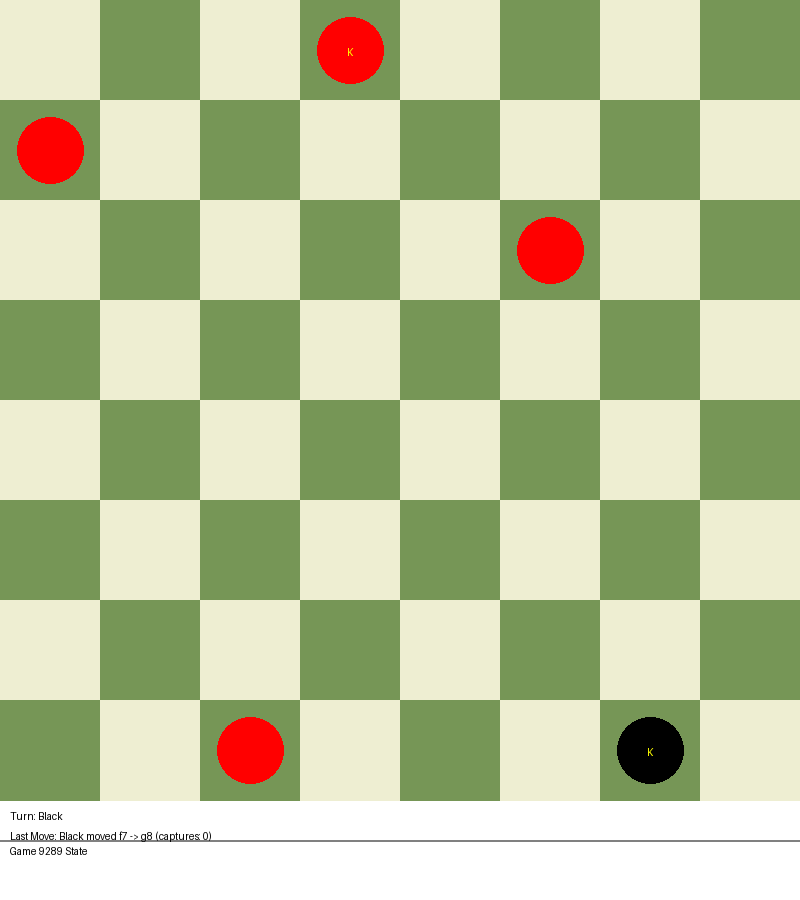 K
K
Turn: Black
Last Move: Black moved f7 -> g8 (captures: 0)
Game 9289 State